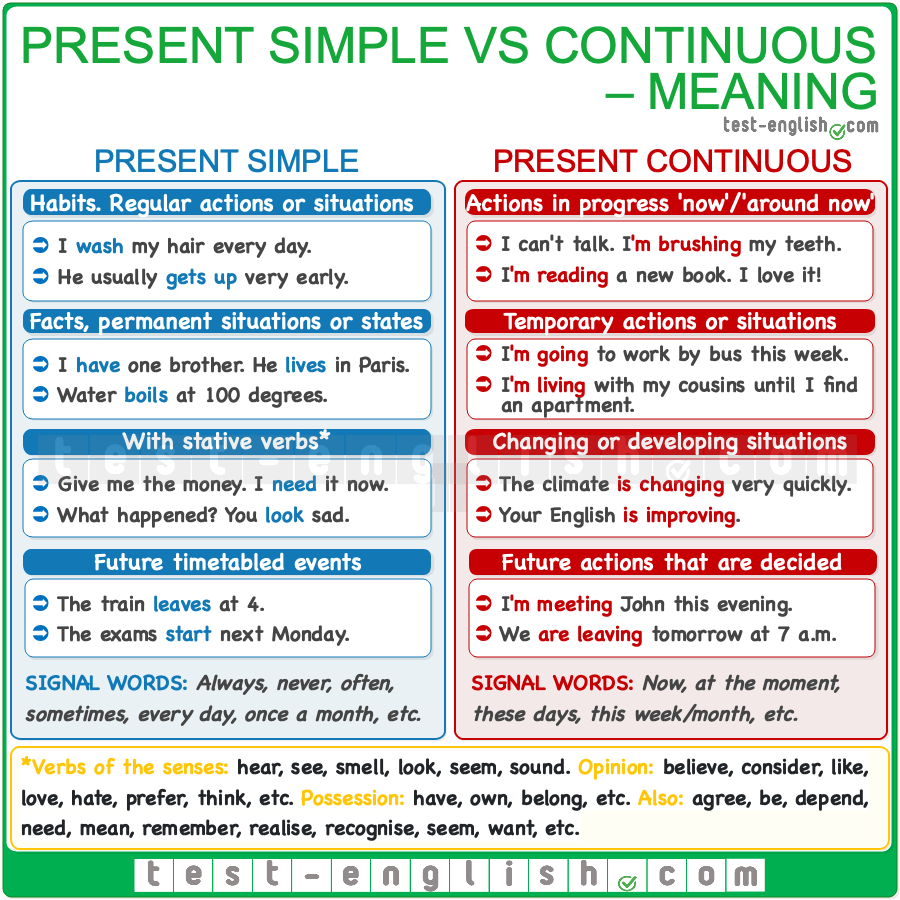 PRESENT SIMPLE VS CONTINUOUS
– MEANING
test-english.com
PRESENT SIMPLE
Habits. Regular actions or situations
I wash my hair every day.
He usually gets up very early.
Facts, permanent situations or states
I have one brother. He lives in Paris.
Water boils at 100 degrees.
With stative verbs*
Give me the money. I need it now.
What happened? You look sad.
Future timetabled events
The train leaves at 4.
The exams start next Monday.
SIGNAL WORDS: Always, never, often,
sometimes, every day, once a month, etc.
PRESENT CONTINUOUS
Actions in progress 'now'/'around now'
I can't talk. I'm brushing my teeth.
I'm reading a new book. I love it!
Temporary actions or situations
I'm going to work by bus this week.
I'm living with my cousins until I find
an apartment.
Changing or developing situations
The climate is changing very quickly.
Your English is improving.
Future actions that are decided
I'm meeting John this evening.
We are leaving tomorrow at 7 a.m.
SIGNAL WORDS: Now, at the moment,
these days, this week/month, etc.
test-english.com
*Verbs of the senses: hear, see, smell, look, seem, sound. Opinion: believe, consider, like,
love, hate, prefer, think, etc. Possession: have, own, belong, etc. Also: agree, be, depend,
need, mean, remember, realise, recognise, seem, want, etc.
test-english.com